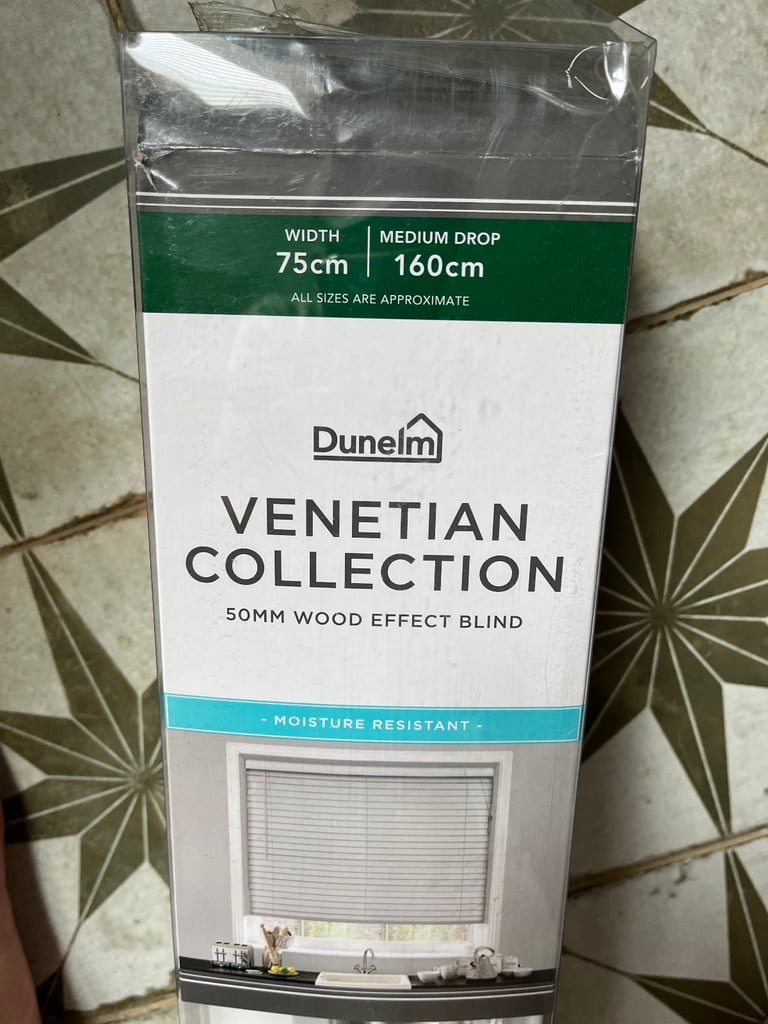 WIDTH
75cm
MEDIUM DROP
160cm
ALL SIZES ARE APPROXIMATE
Dunelm
VENETIAN
COLLECTION
50MM WOOD EFFECT BLIND
- MOISTURE RESISTANT -